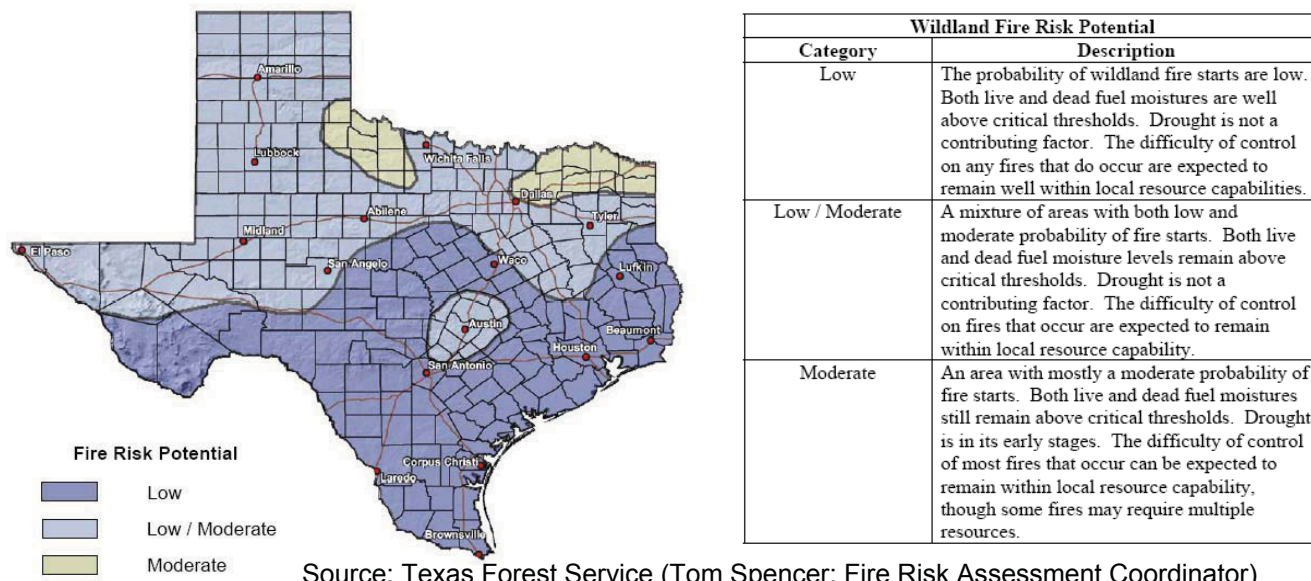 Amarillo
Lubbock
Wichita Falls
Dallas
Abilene
Tyler
Midland
El Paso
San Angelo
Waco
Lufkin
Austin
Beaumont
Houston
San Antonio
Corpus Christi
Laredo
Brownsville
Fire Risk Potential
Low
Low / Moderate
Moderate
Wildland Fire Risk Potential
Category Description
Low The probability of wildland fire starts are low.
Both live and dead fuel moistures are well
above critical thresholds. Drought is not a
contributing factor. The difficulty of control
on any fires that do occur are expected to
remain well within local resource capabilities.
Low / Moderate A mixture of areas with both low and
moderate probability of fire starts. Both live
and dead fuel moisture levels remain above
critical thresholds. Drought is not a
contributing factor. The difficulty of control
on fires that occur are expected to remain
within local resource capability.
Moderate An area with mostly a moderate probability of
fire starts. Both live and dead fuel moistures
still remain above critical thresholds. Drought
is in its early stages. The difficulty of control
of most fires that occur can be expected to
remain within local resource capability,
though some fires may require multiple
resources.
Source: Texas Forest Service (Tom Spencer; Fire Risk Assessment Coordinator)